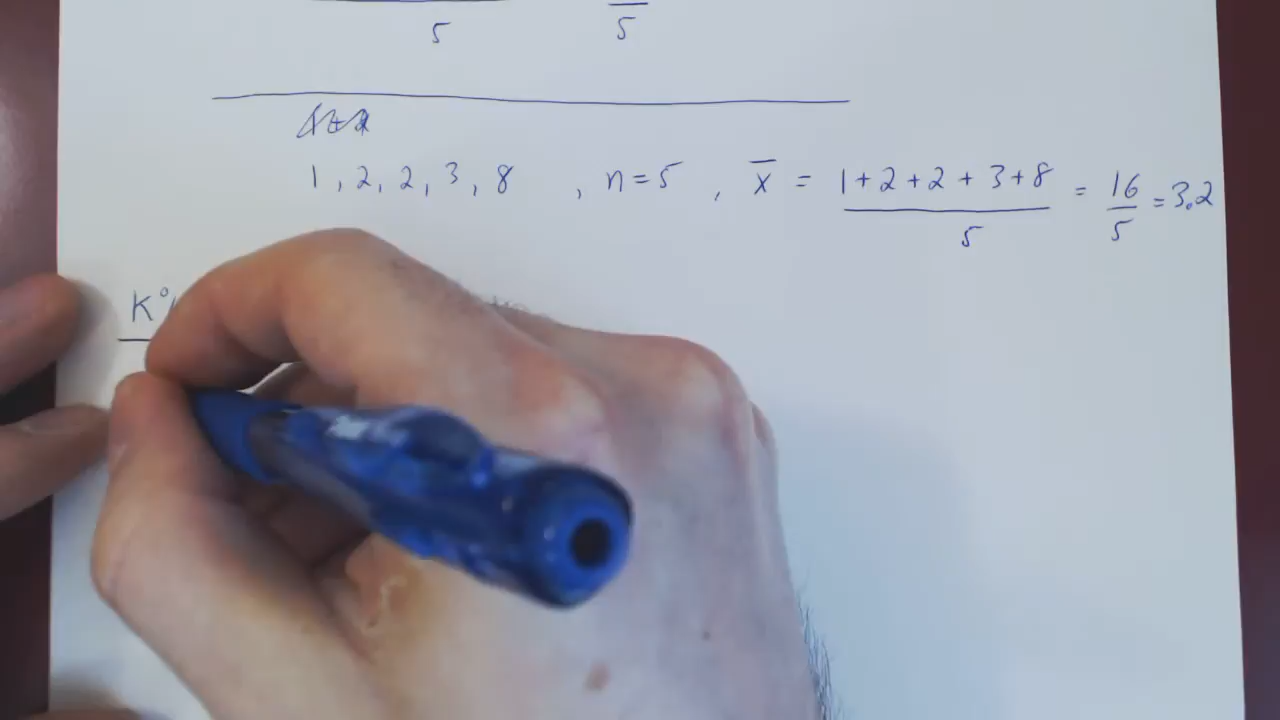 5 5
1, 2, 2, 3, 8 , n=5 , x̄ = 1+2+2+3+8 / 5 = 16 / 5 = 3.2